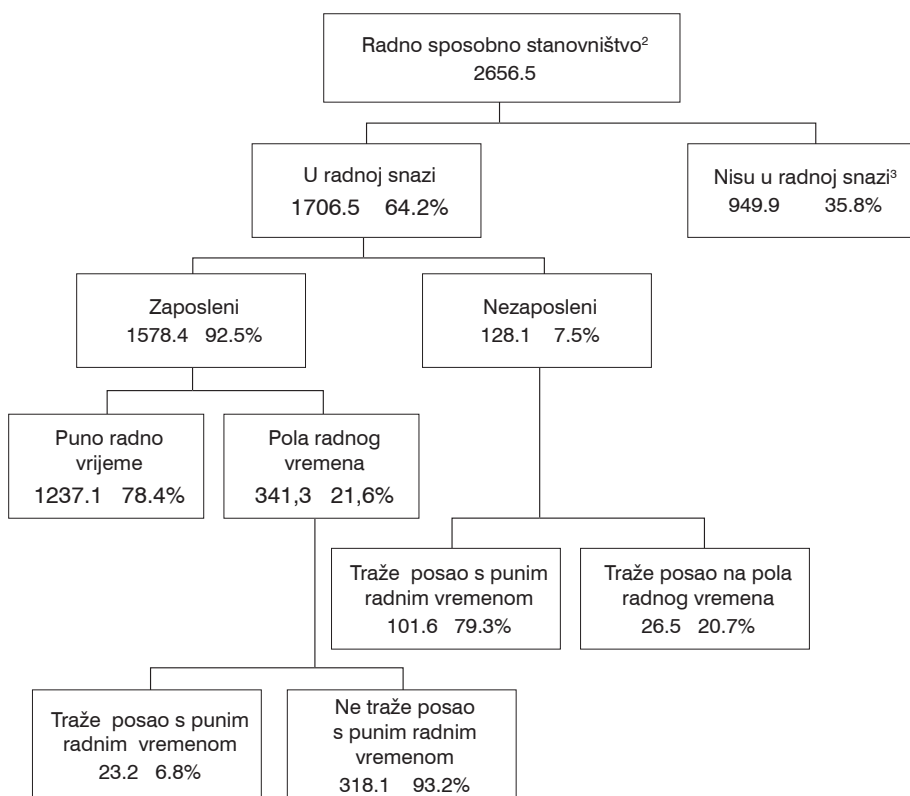 Radno sposobno stanovništvo²
2656.5
U radnoj snazi
1706.5 64.2%
Nisu u radnoj snazi³
949.9 35.8%
Zaposleni
1578.4 92.5%
Nezaposleni
128.1 7.5%
Puno radno
vrijeme
1237.1 78.4%
Pola radnog
vremena
341,3 21,6%
Traže posao s punim
radnim vremenom
101.6 79.3%
Traže posao na pola
radnog vremena
26.5 20.7%
Traže posao s punim
radnim vremenom
23.2 6.8%
Ne traže posao
s punim radnim
vremenom
318.1 93.2%